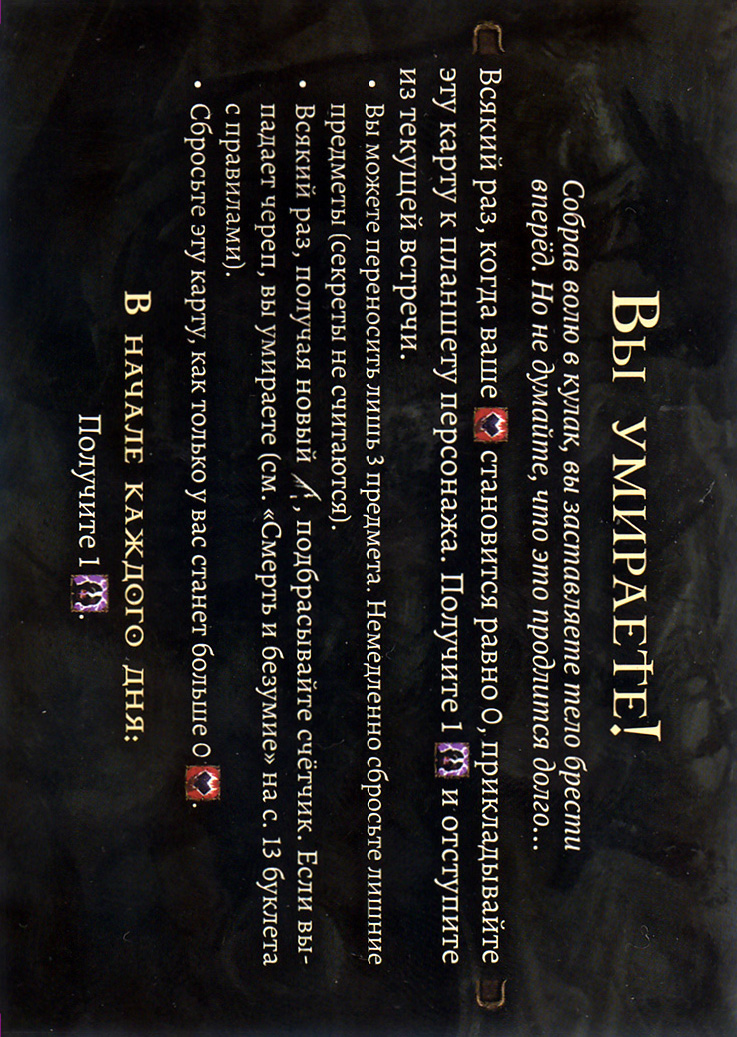 Вы умираете!
Собрав волю в кулак, вы заставляете тело брести
вперёд. Но не думайте, что это продлится долго...
Всякий раз, когда ваше становится равно 0, прикладывайте
эту карту к планшету персонажа. Получите 1 и отступите
из текущей встречи.
• Вы можете переносить лишь 3 предмета. Немедленно сбросьте лишние
предметы (секреты не считаются).
• Всякий раз, получая новый , подбрасывайте счётчик. Если вы-
падает череп, вы умираете (см. «Смерть и безумие» на с. 13 буклета
с правилами).
• Сбросьте эту карту, как только у вас станет больше 0 .
В начале каждого дня:
Получите 1 .